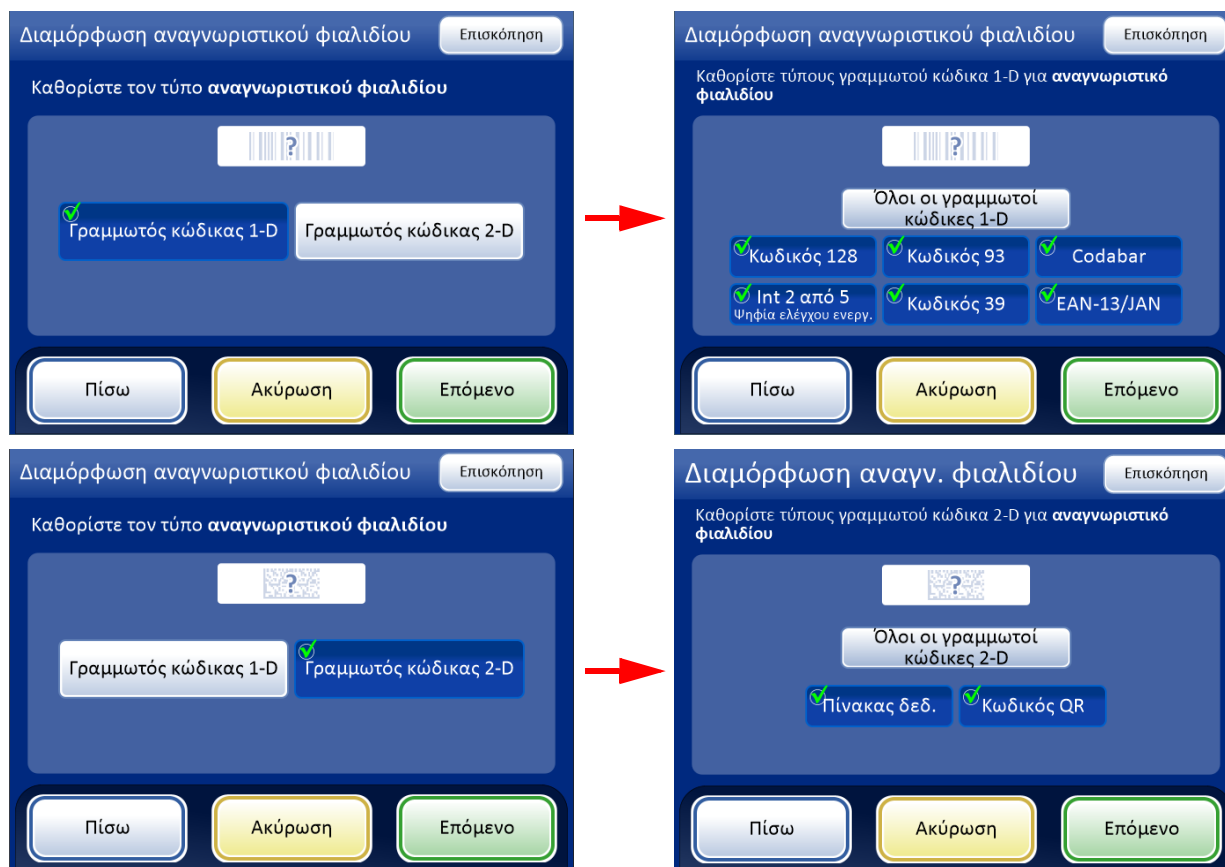 Διαμόρφωση αναγνωριστικού φιαλιδίου
Επισκόπηση
Καθορίστε τον τύπο αναγνωριστικού φιαλιδίου
?
Γραμμωτός κώδικας 1-D
Γραμμωτός κώδικας 2-D
Πίσω
Ακύρωση
Επόμενο
Διαμόρφωση αναγνωριστικού φιαλιδίου
Επισκόπηση
Καθορίστε τύπους γραμμωτού κώδικα 1-D για αναγνωριστικό
φιαλιδίου
?
Όλοι οι γραμμωτοί
κώδικες 1-D
Κωδικός 128
Κωδικός 93
Codabar
Int 2 από 5
Ψηφία ελέγχου ενεργ.
Κωδικός 39
EAN-13/JAN
Πίσω
Ακύρωση
Επόμενο
Διαμόρφωση αναγνωριστικού φιαλιδίου
Επισκόπηση
Καθορίστε τον τύπο αναγνωριστικού φιαλιδίου
?
Γραμμωτός κώδικας 1-D
Γραμμωτός κώδικας 2-D
Πίσω
Ακύρωση
Επόμενο
Διαμόρφωση αναγν. φιαλιδίου
Επισκόπηση
Καθορίστε τύπους γραμμωτού κώδικα 2-D για αναγνωριστικό
φιαλιδίου
?
Όλοι οι γραμμωτοί
κώδικες 2-D
Πίνακας δεδ.
Κωδικός QR
Πίσω
Ακύρωση
Επόμενο